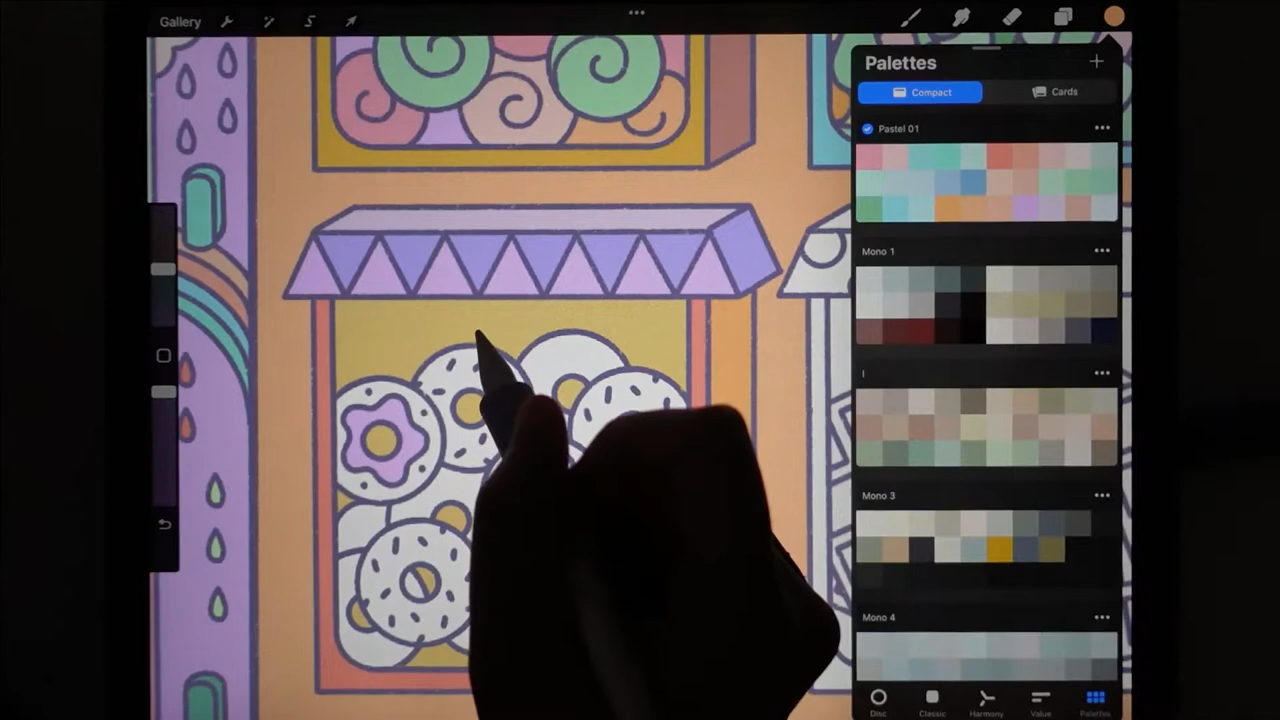 Gallery
Palettes
Compact
Cards
Pastel 01
Mono 1
I
Mono 3
Mono 4
Disc
Classic
Harmony
Value
Palettes